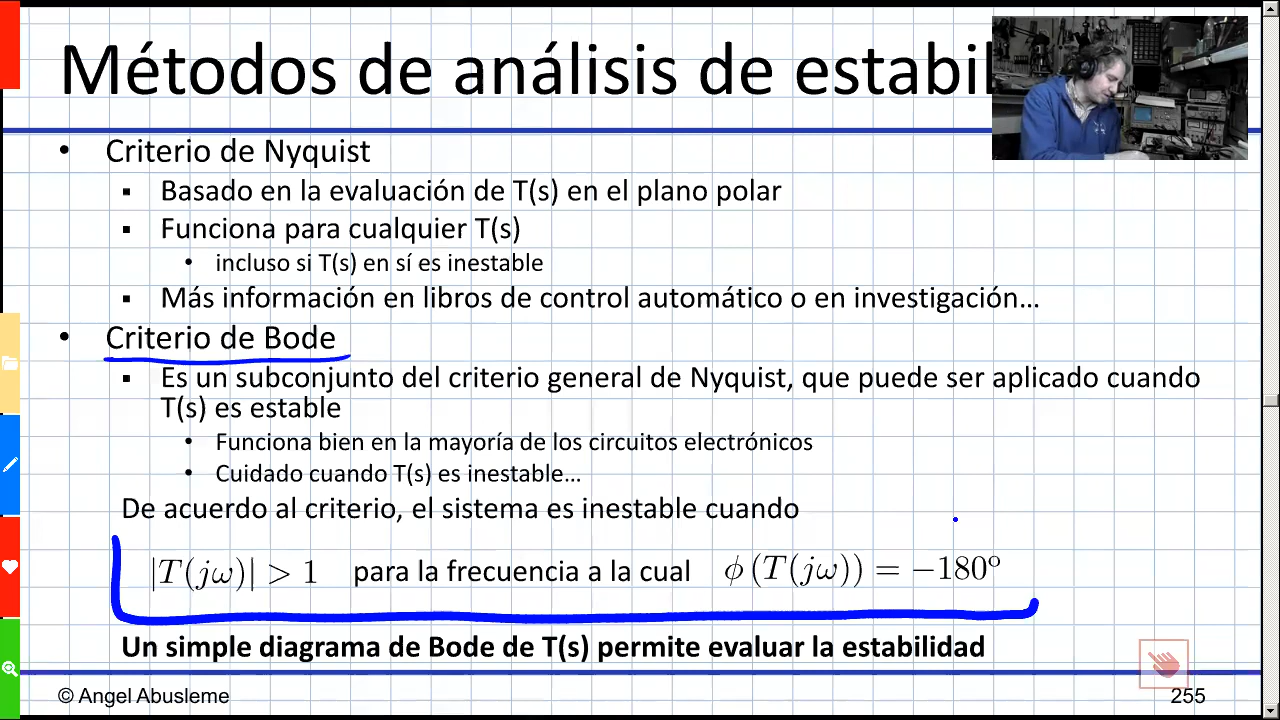 Métodos de análisis de estabil
• Criterio de Nyquist
▪ Basado en la evaluación de T(s) en el plano polar
▪ Funciona para cualquier T(s)
• incluso si T(s) en sí es inestable
▪ Más información en libros de control automático o en investigación…
• Criterio de Bode
▪ Es un subconjunto del criterio general de Nyquist, que puede ser aplicado cuando
T(s) es estable
• Funciona bien en la mayoría de los circuitos electrónicos
• Cuidado cuando T(s) es inestable…
De acuerdo al criterio, el sistema es inestable cuando
|T(jω)| > 1 para la frecuencia a la cual ϕ (T(jω)) = −180º
Un simple diagrama de Bode de T(s) permite evaluar la estabilidad
© Angel Abusleme 255